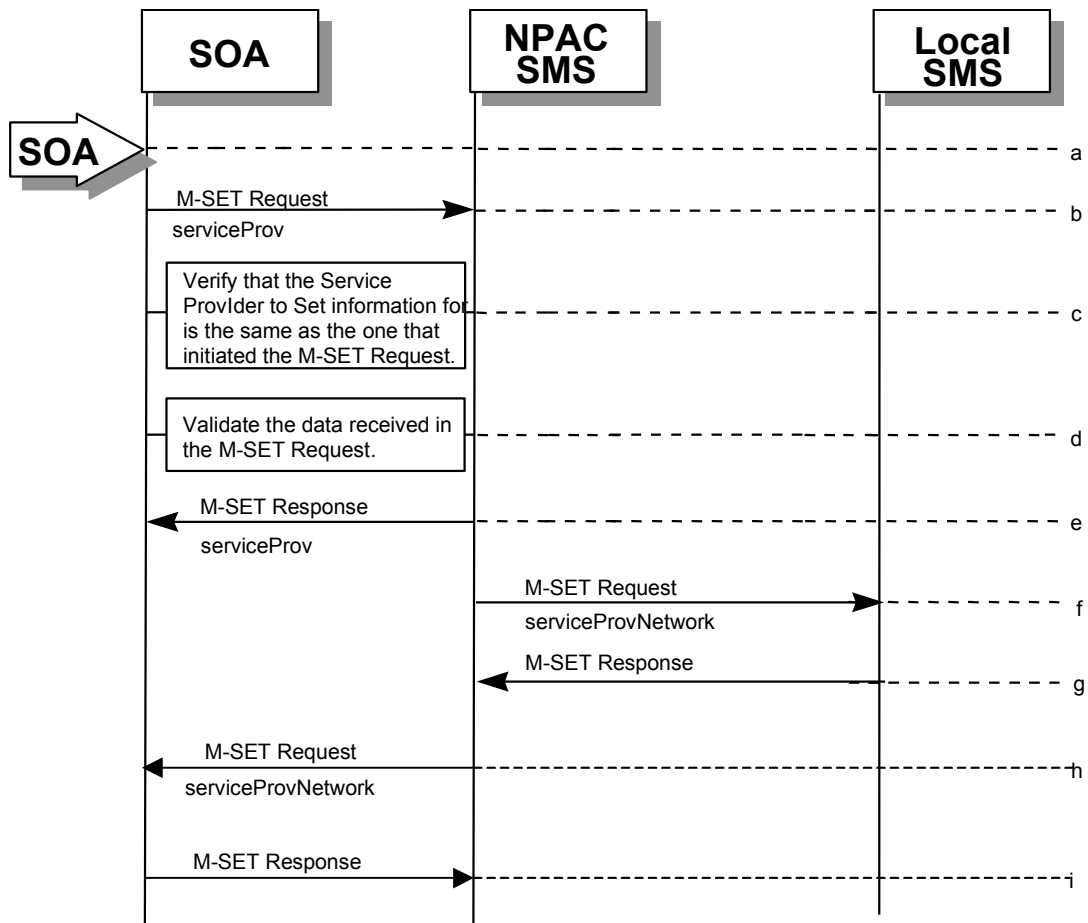 SOA
NPAC
SMS
Local
SMS
SOA
a
M-SET Request
b
serviceProv
Verify that the Service
ProvIder to Set information for
is the same as the one that
initiated the M-SET Request.
c
Validate the data received in
the M-SET Request.
d
M-SET Response
e
serviceProv
M-SET Request
f
serviceProvNetwork
M-SET Response
g
M-SET Request
h
serviceProvNetwork
M-SET Response
i